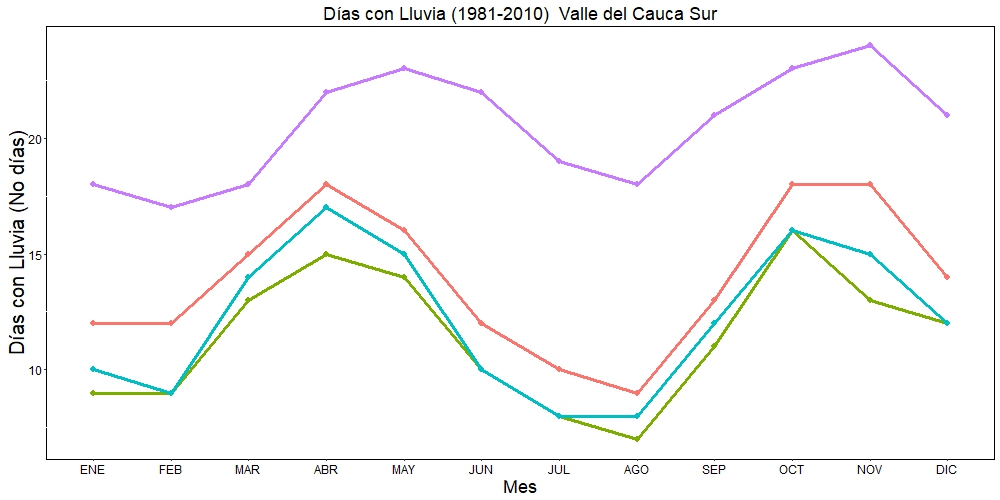 Días con Lluvia (1981-2010)  Valle del Cauca Sur
Días con Lluvia (No días)
20
15
10
ENE FEB MAR ABR MAY JUN JUL AGO SEP OCT NOV DIC
Mes